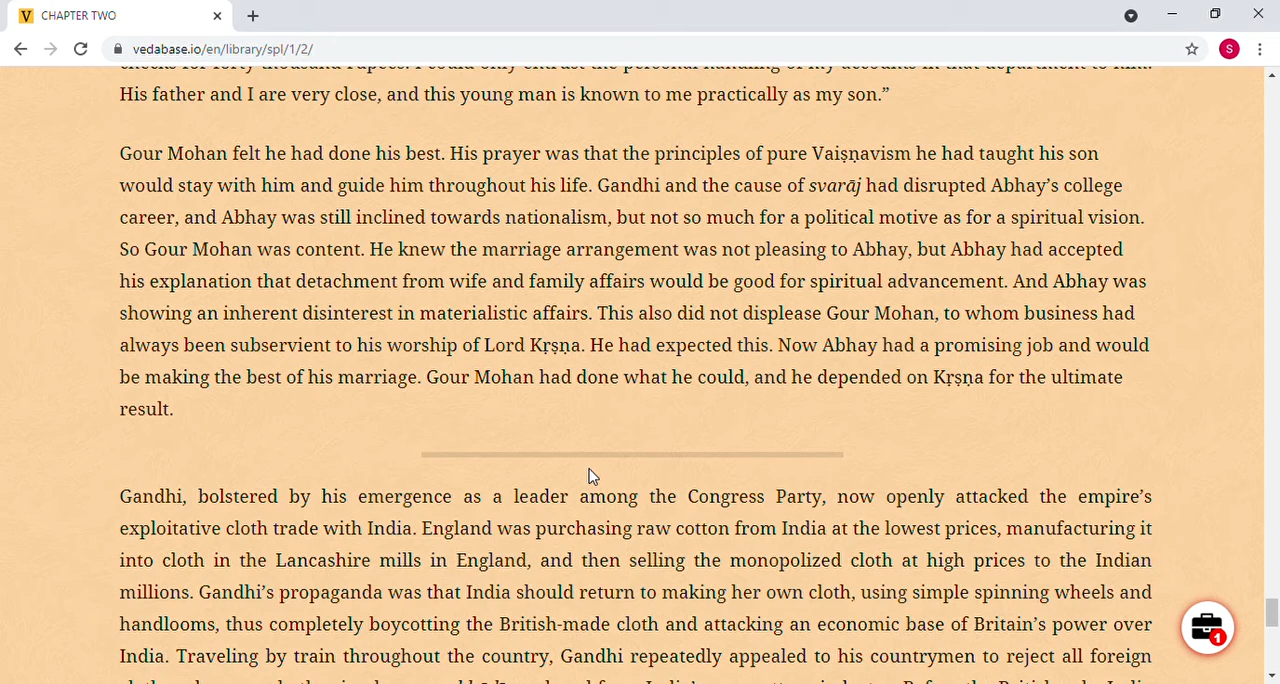 CHAPTER TWO
vedabase.io/en/library/spl/1/2/
S
His father and I are very close, and this young man is known to me practically as my son.”
Gour Mohan felt he had done his best. His prayer was that the principles of pure Vaiṣṇavism he had taught his son
would stay with him and guide him throughout his life. Gandhi and the cause of svarāj had disrupted Abhay’s college
career, and Abhay was still inclined towards nationalism, but not so much for a political motive as for a spiritual vision.
So Gour Mohan was content. He knew the marriage arrangement was not pleasing to Abhay, but Abhay had accepted
his explanation that detachment from wife and family affairs would be good for spiritual advancement. And Abhay was
showing an inherent disinterest in materialistic affairs. This also did not displease Gour Mohan, to whom business had
always been subservient to his worship of Lord Kṛṣṇa. He had expected this. Now Abhay had a promising job and would
be making the best of his marriage. Gour Mohan had done what he could, and he depended on Kṛṣṇa for the ultimate
result.
Gandhi, bolstered by his emergence as a leader among the Congress Party, now openly attacked the empire’s
exploitative cloth trade with India. England was purchasing raw cotton from India at the lowest prices, manufacturing it
into cloth in the Lancashire mills in England, and then selling the monopolized cloth at high prices to the Indian
millions. Gandhi’s propaganda was that India should return to making her own cloth, using simple spinning wheels and
handlooms, thus completely boycotting the British-made cloth and attacking an economic base of Britain’s power over
India. Traveling by train throughout the country, Gandhi repeatedly appealed to his countrymen to reject all foreign
1